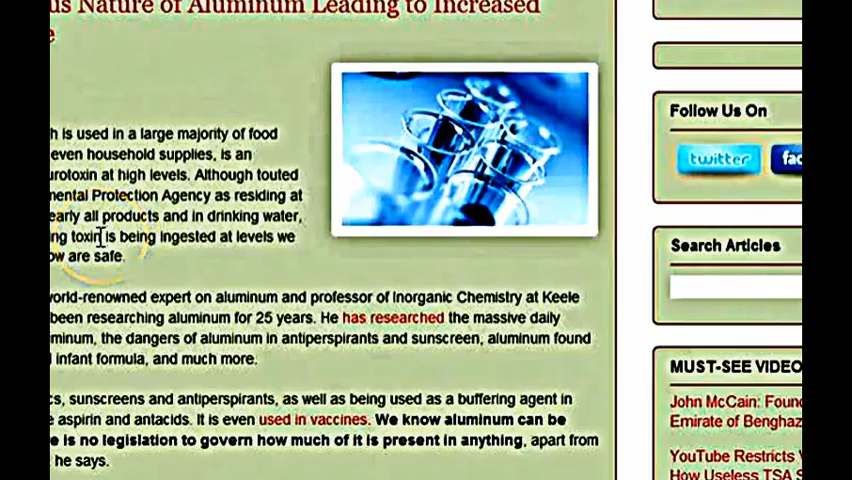 us Nature of Aluminum Leading to Increased
e
h is used in a large majority of food
even household supplies, is an
urotoxin at high levels. Although touted
mental Protection Agency as residing at
early all products and in drinking water,
ng toxin is being ingested at levels we
ow are safe.
world-renowned expert on aluminum and professor of Inorganic Chemistry at Keele
been researching aluminum for 25 years. He has researched the massive daily
minum, the dangers of aluminum in antiperspirants and sunscreen, aluminum found
l infant formula, and much more.
cs, sunscreens and antiperspirants, as well as being used as a buffering agent in
e aspirin and antacids. It is even used in vaccines. We know aluminum can be
e is no legislation to govern how much of it is present in anything, apart from
he says.
Follow Us On
twitter
fac
Search Articles
MUST-SEE VIDEO
John McCain: Foun
Emirate of Benghaz
YouTube Restricts V
How Useless TSA S